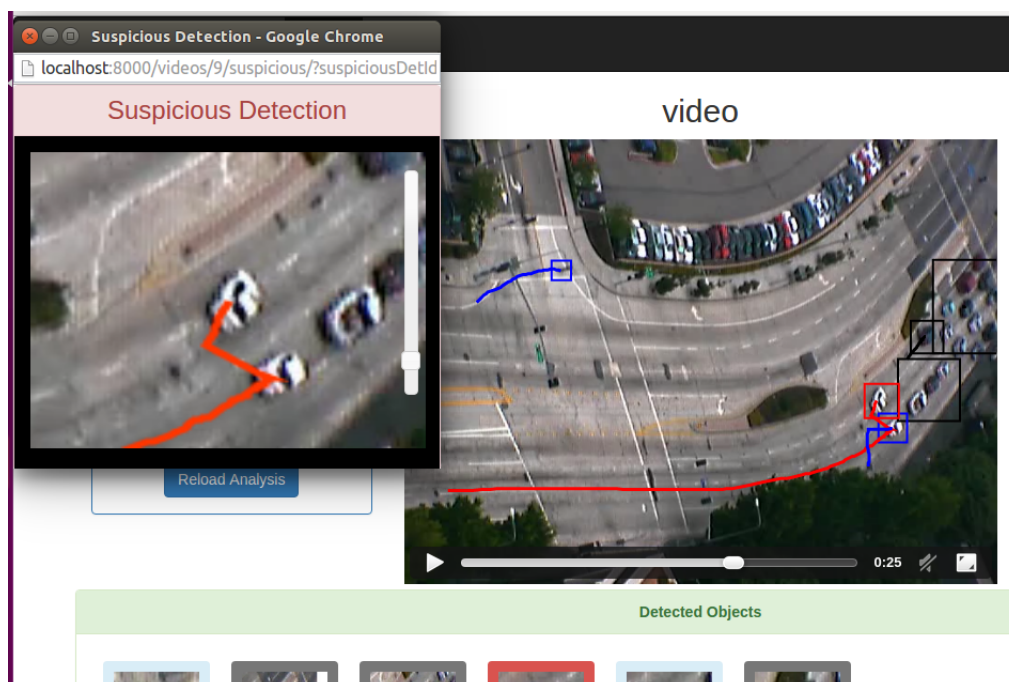 Suspicious Detection - Google Chrome
localhost:8000/videos/9/suspicious/?suspiciousDetId
Suspicious Detection
video
Reload Analysis
0:25
Detected Objects